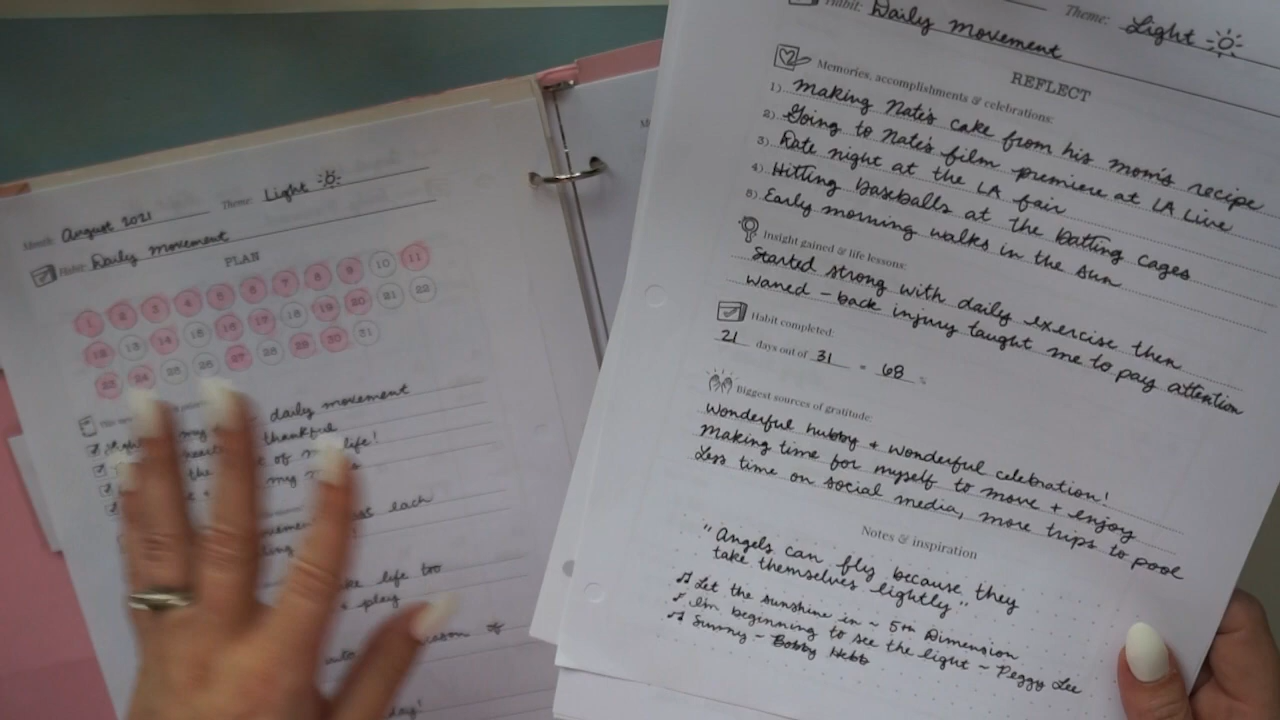 Month: August 2021 Theme: Light
Habit: Daily movement
PLAN
1 2 3 4 5 6 7 8 9 10 11
12 13 14 15 16 17 18 19 20 21 22
23 24 25 26 27 28 29 30 31
daily movement
my thankful
of life!
the my
each
life too
+ play
of
day!
Habit: Daily movement Theme: Light
REFLECT
Memories, accomplishments & celebrations:
1) Making Nate's cake from his mom's recipe
2) Going to Nate's film premiere at LA Live
3) Date night at the LA fair
4) Hitting baseballs at the batting cages
5) Early morning walks in the sun
Insight gained & life lessons:
Started strong with daily exercise then
waned - back injury taught me to pay attention
Habit completed:
21 days out of 31 = 68 %
Biggest sources of gratitude:
Wonderful hubby + wonderful celebration!
Making time for myself to move + enjoy
Less time on social media, more trips to pool
Notes & inspiration
"Angels can fly because they
take themselves lightly"
Let the sunshine in ~ 5th Dimension
I'm beginning to see the light ~ Peggy Lee
Sunny - Bobby Hebb